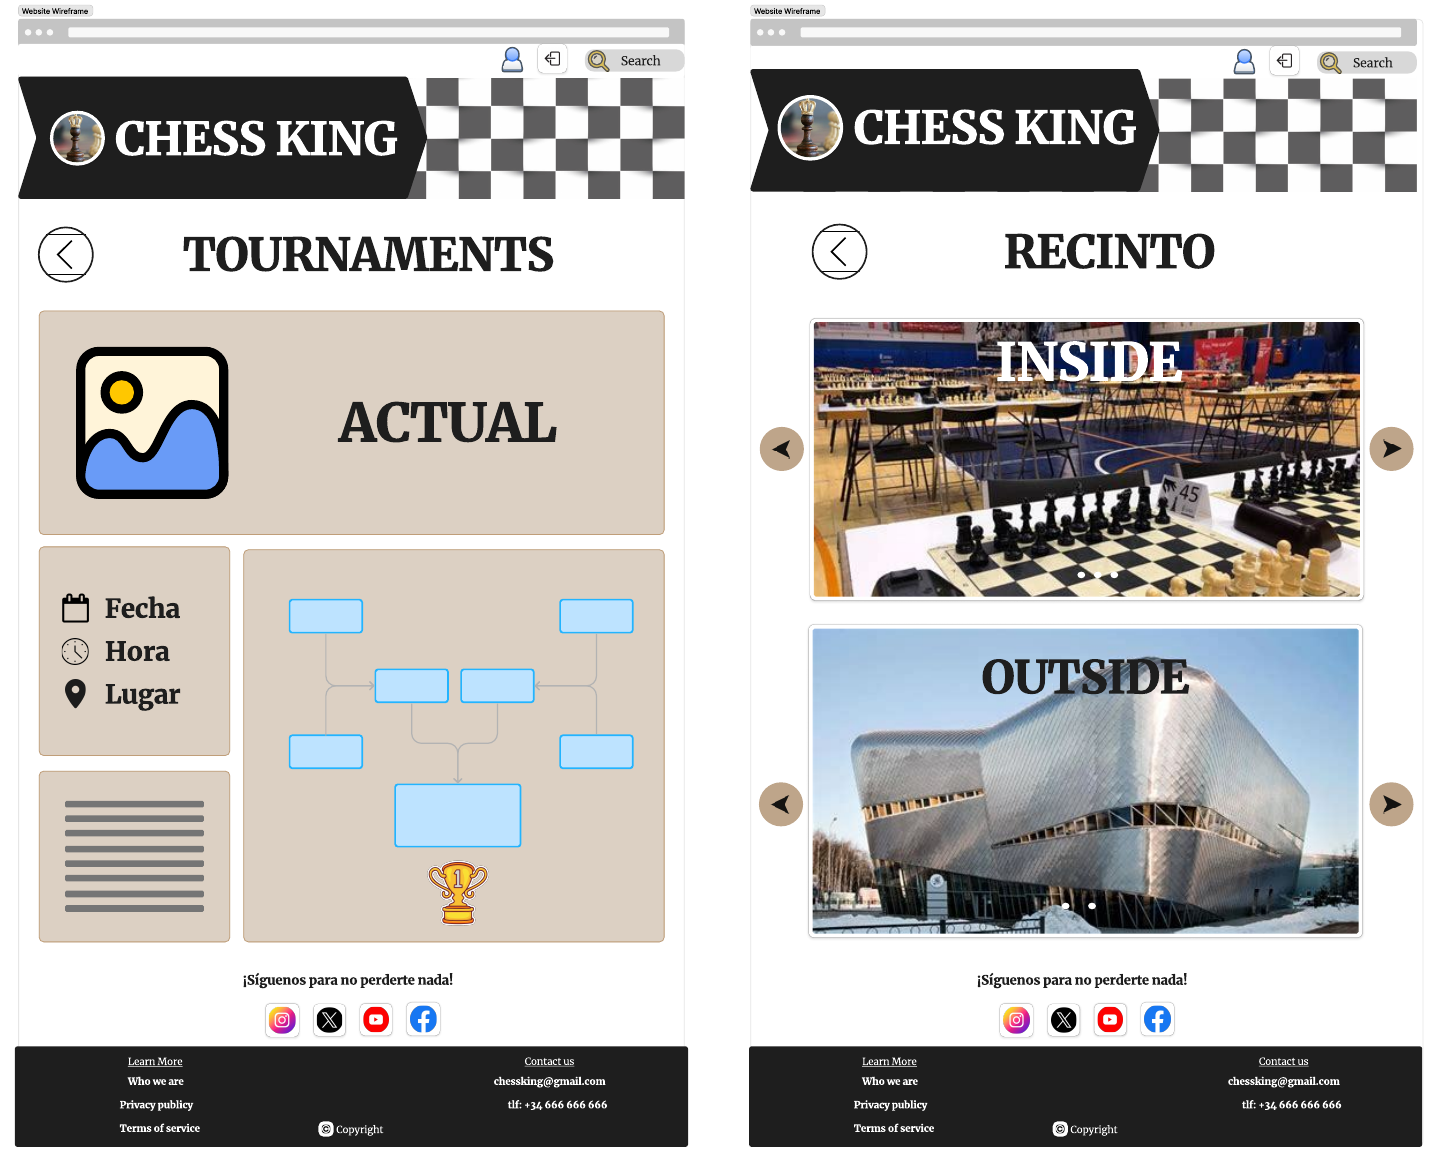 Website Wireframe
Search
CHESS KING
TOURNAMENTS
ACTUAL
Fecha
Hora
Lugar
1
¡Síguenos para no perderte nada!
Learn More
Who we are
Privacy publicy
Terms of service
Contact us
chessking@gmail.com
tlf: +34 666 666 666
© Copyright
Website Wireframe
Search
CHESS KING
RECINTO
INSIDE
45
OUTSIDE
¡Síguenos para no perderte nada!
Learn More
Who we are
Privacy publicy
Terms of service
Contact us
chessking@gmail.com
tlf: +34 666 666 666
© Copyright